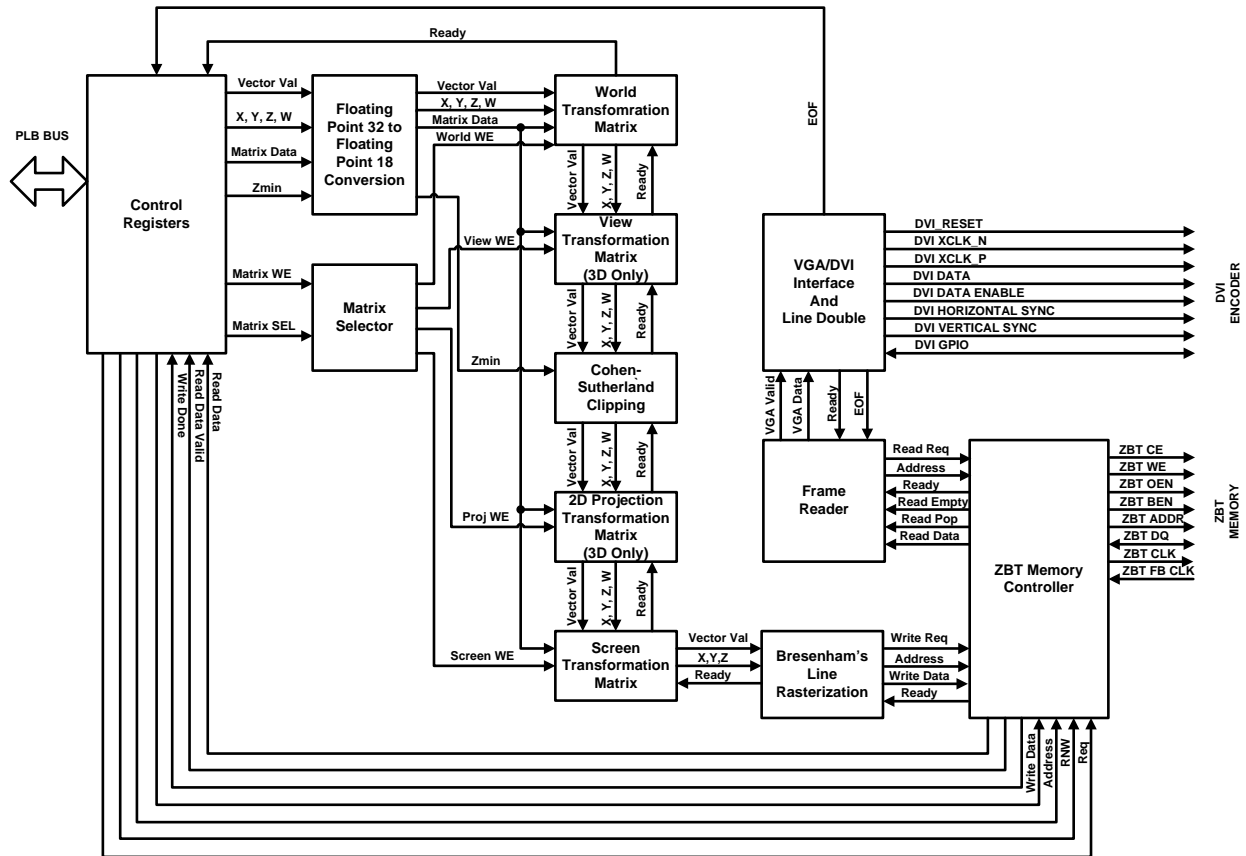 Ready
EOF
PLB BUS
Control
Registers
Vector Val
X, Y, Z, W
Matrix Data
Zmin
Matrix WE
Matrix SEL
Floating
Point 32 to
Floating
Point 18
Conversion
Matrix
Selector
Vector Val
X, Y, Z, W
Matrix Data
World WE
View WE
Zmin
Proj WE
Screen WE
World
Transfomration
Matrix
Vector Val
X, Y, Z, W
Ready
View
Transformation
Matrix
(3D Only)
Vector Val
X, Y, Z, W
Ready
Cohen-
Sutherland
Clipping
Vector Val
X, Y, Z, W
Ready
2D Projection
Transformation
Matrix
(3D Only)
Vector Val
X, Y, Z, W
Ready
Screen
Transformation
Matrix
Vector Val
X,Y,Z
Ready
Bresenham's
Line
Rasterization
Write Req
Address
Write Data
Ready
VGA/DVI
Interface
And
Line Double
DVI_RESET
DVI XCLK_N
DVI XCLK_P
DVI DATA
DVI DATA ENABLE
DVI HORIZONTAL SYNC
DVI VERTICAL SYNC
DVI GPIO
DVI
ENCODER
VGA Valid
VGA Data
Ready
EOF
Frame
Reader
Read Req
Address
Ready
Read Empty
Read Pop
Read Data
ZBT Memory
Controller
ZBT CE
ZBT WE
ZBT OEN
ZBT BEN
ZBT ADDR
ZBT DQ
ZBT CLK
ZBT FB CLK
ZBT
MEMORY
Write Done
Read Data Valid
Read Data
Write Data
Address
RNW
Req